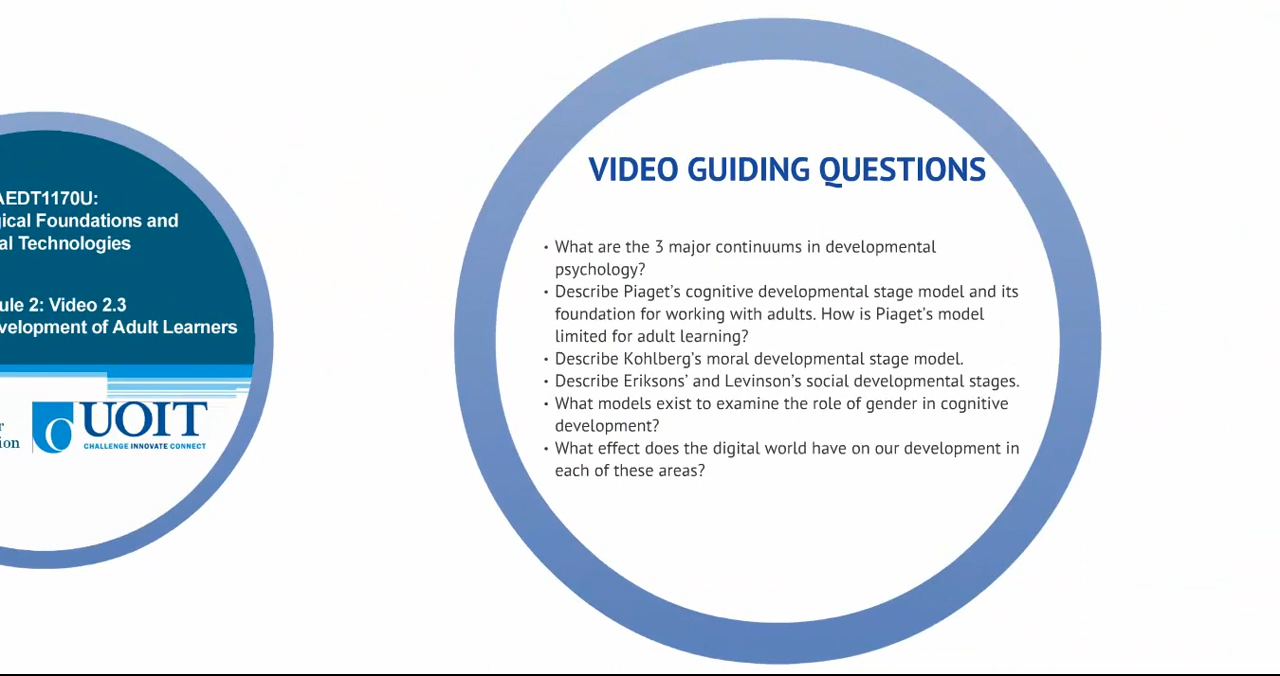 AEDT1170U:
gical Foundations and
al Technologies
ule 2: Video 2.3
velopment of Adult Learners
r
ion
UOIT
CHALLENGE INNOVATE CONNECT
VIDEO GUIDING QUESTIONS
• What are the 3 major continuums in developmental
psychology?
• Describe Piaget's cognitive developmental stage model and its
foundation for working with adults. How is Piaget's model
limited for adult learning?
• Describe Kohlberg's moral developmental stage model.
• Describe Eriksons' and Levinson's social developmental stages.
• What models exist to examine the role of gender in cognitive
development?
• What effect does the digital world have on our development in
each of these areas?